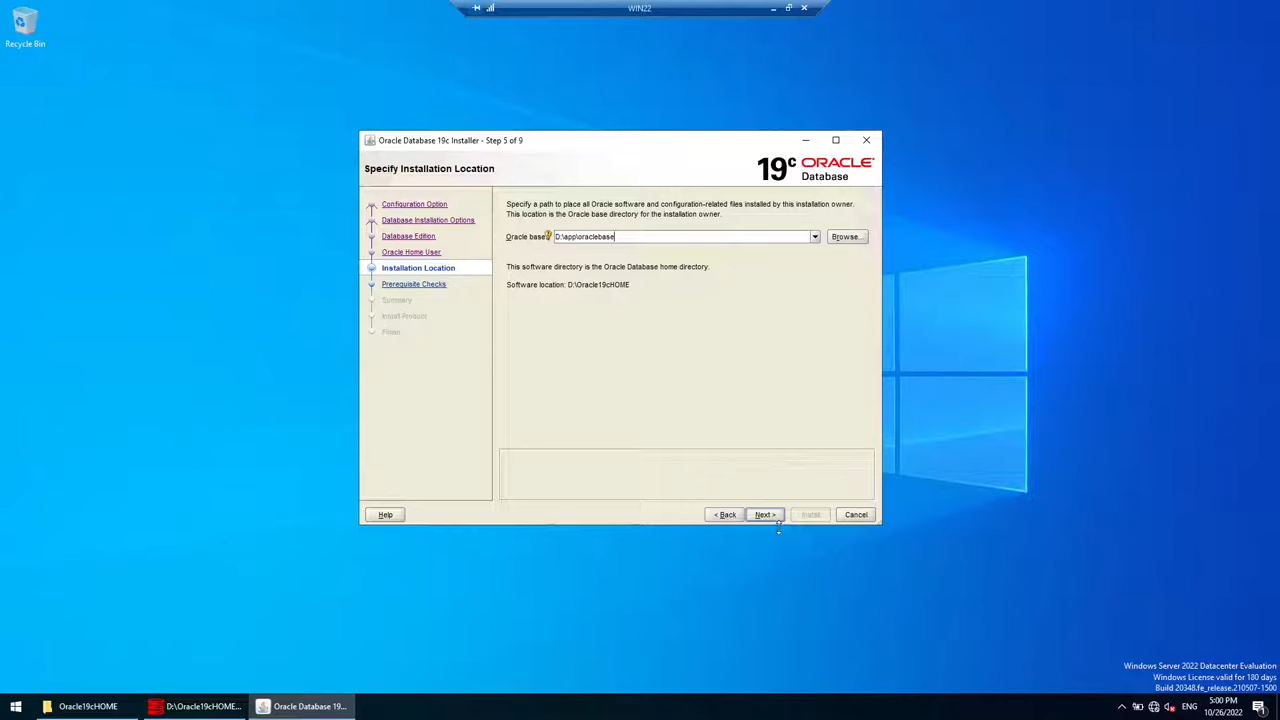 WIN22
Recycle Bin
Oracle Database 19c Installer - Step 5 of 9
Specify Installation Location
19c ORACLE
Database
Configuration Option
Database Installation Options
Database Edition
Oracle Home User
Installation Location
Prerequisite Checks
Summary
Install Product
Finish
Specify a path to place all Oracle software and configuration-related files installed by this installation owner.
This location is the Oracle base directory for the installation owner.
Oracle base: D:\app\oraclebase Browse...
This software directory is the Oracle Database home directory.
Software location: D:\Oracle19cHOME
Help < Back Next > Install Cancel
Windows Server 2022 Datacenter Evaluation
Windows License valid for 180 days
Build 20348.fe_release.210507-1500
Oracle19cHOME D:\Oracle19cHOME... Oracle Database 19... ENG 5:00 PM
10/26/2022